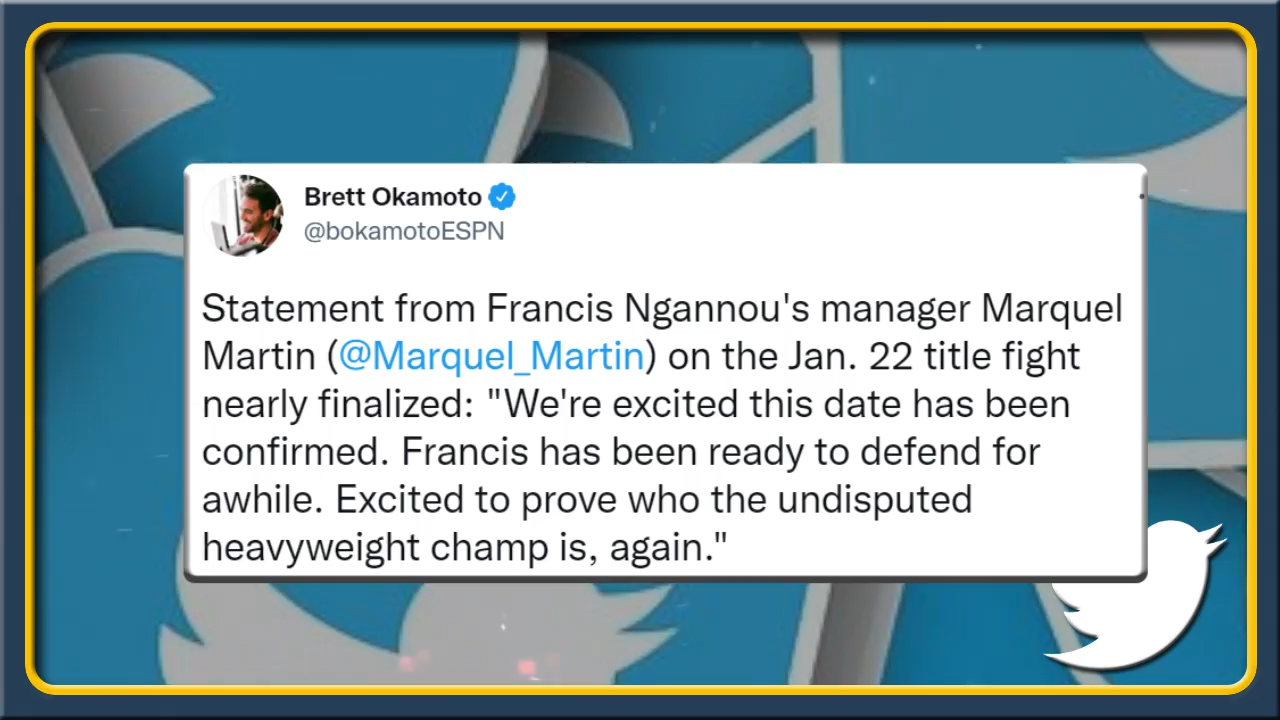 Brett Okamoto
@bokamotoESPN
Statement from Francis Ngannou's manager Marquel
Martin (@Marquel_Martin) on the Jan. 22 title fight
nearly finalized: "We're excited this date has been
confirmed. Francis has been ready to defend for
awhile. Excited to prove who the undisputed
heavyweight champ is, again."